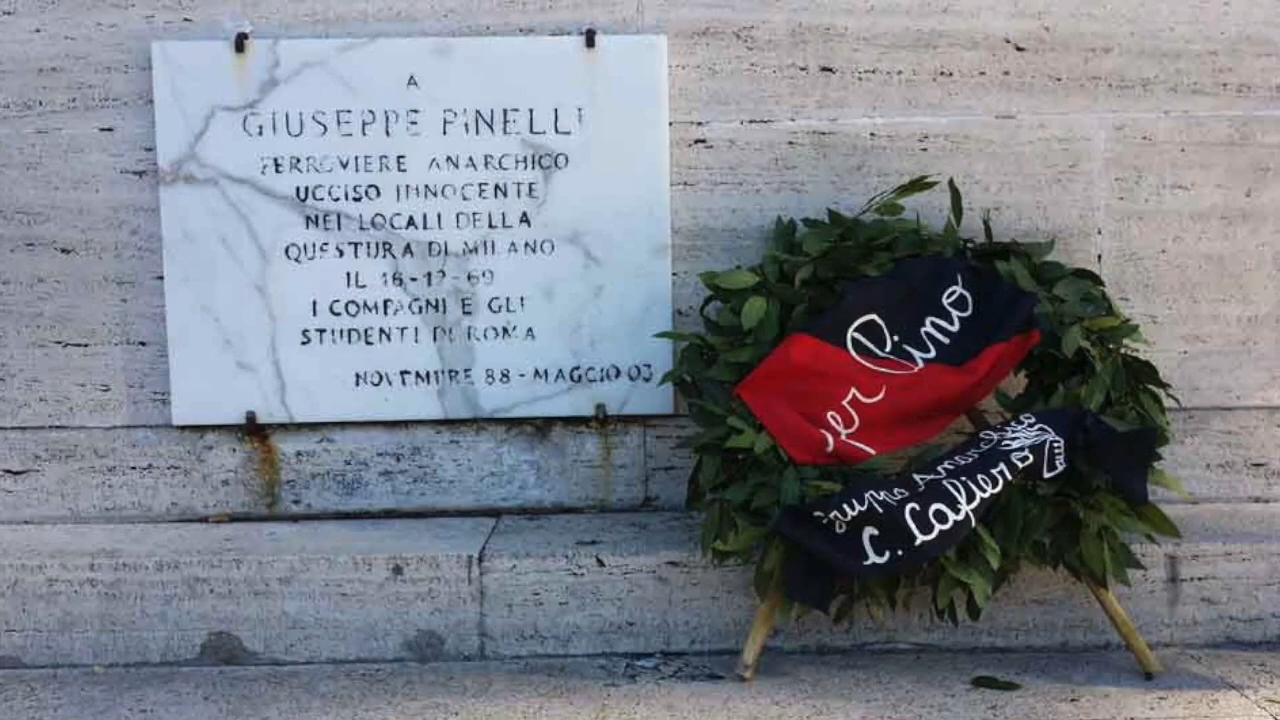 A
GIUSEPPE PINELLI
FERROVIERE ANARCHICO
UCCISO INNOCENTE
NEI LOCALI DELLA
QUESTURA DI MILANO
IL 16-12-69
I COMPAGNI E GLI
STUDENTI DI ROMA
NOVEMBRE 88 - MAGGIO 03
per Pino
Gruppo Anarchico
C. Cafiero